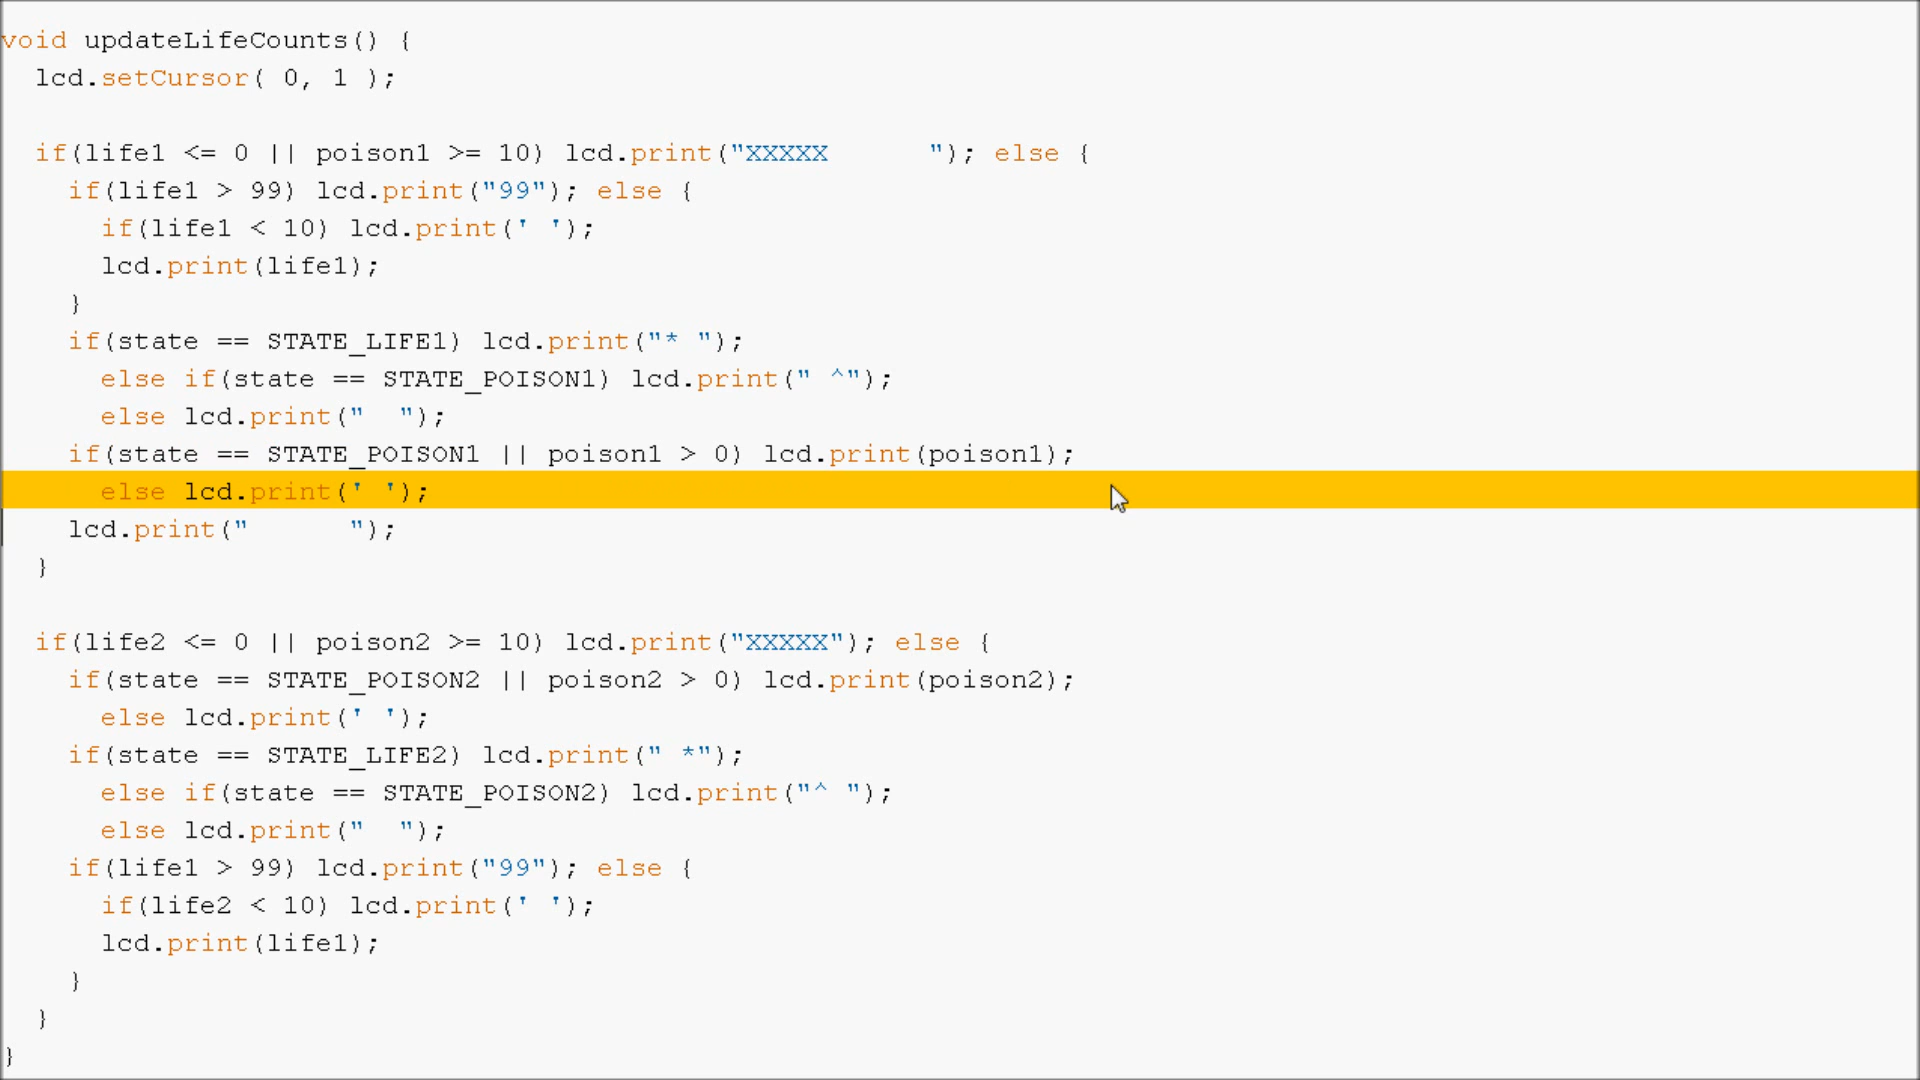 void updateLifeCounts() {
  lcd.setCursor( 0, 1 );

  if(life1 <= 0 || poison1 >= 10) lcd.print("XXXXX      "); else {
    if(life1 > 99) lcd.print("99"); else {
      if(life1 < 10) lcd.print(' ');
      lcd.print(life1);
    }
    if(state == STATE_LIFE1) lcd.print("* ");
      else if(state == STATE_POISON1) lcd.print(" ^");
      else lcd.print("  ");
    if(state == STATE_POISON1 || poison1 > 0) lcd.print(poison1);
      else lcd.print(' ');
    lcd.print("      ");
  }

  if(life2 <= 0 || poison2 >= 10) lcd.print("XXXXX"); else {
    if(state == STATE_POISON2 || poison2 > 0) lcd.print(poison2);
      else lcd.print(' ');
    if(state == STATE_LIFE2) lcd.print(" *");
      else if(state == STATE_POISON2) lcd.print("^ ");
      else lcd.print("  ");
    if(life1 > 99) lcd.print("99"); else {
      if(life2 < 10) lcd.print(' ');
      lcd.print(life1);
    }
  }
}